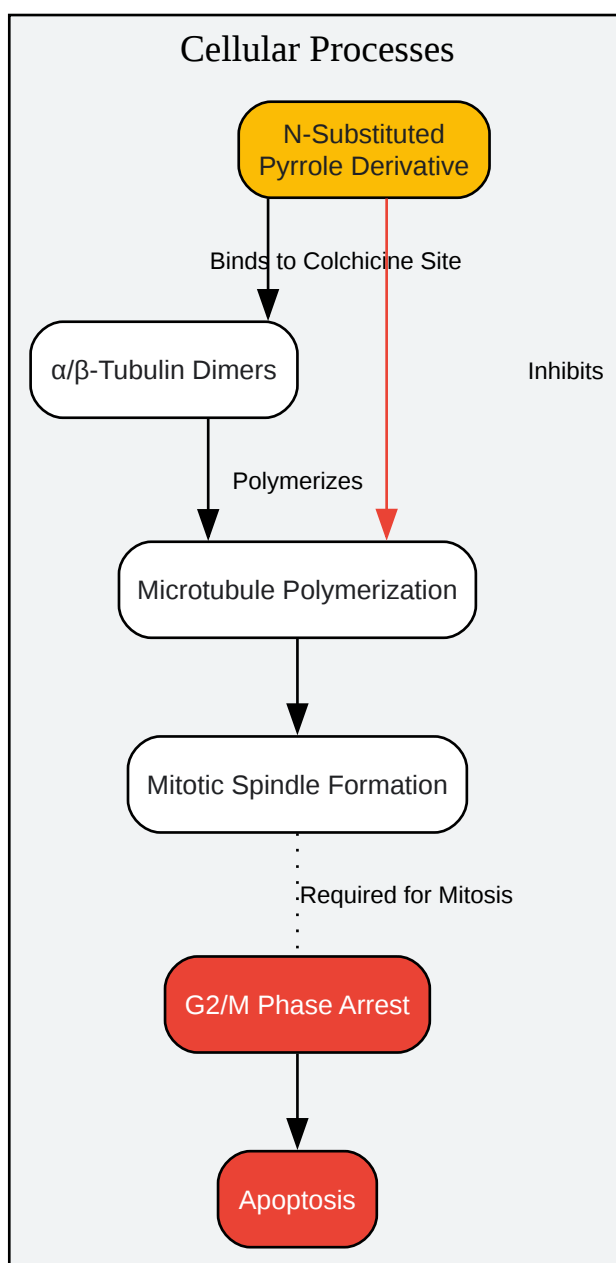 Cellular Processes
N-Substituted
Pyrrole Derivative
Binds to Colchicine Site
α/β-Tubulin Dimers
Inhibits
Polymerizes
Microtubule Polymerization
Mitotic Spindle Formation
Required for Mitosis
G2/M Phase Arrest
Apoptosis